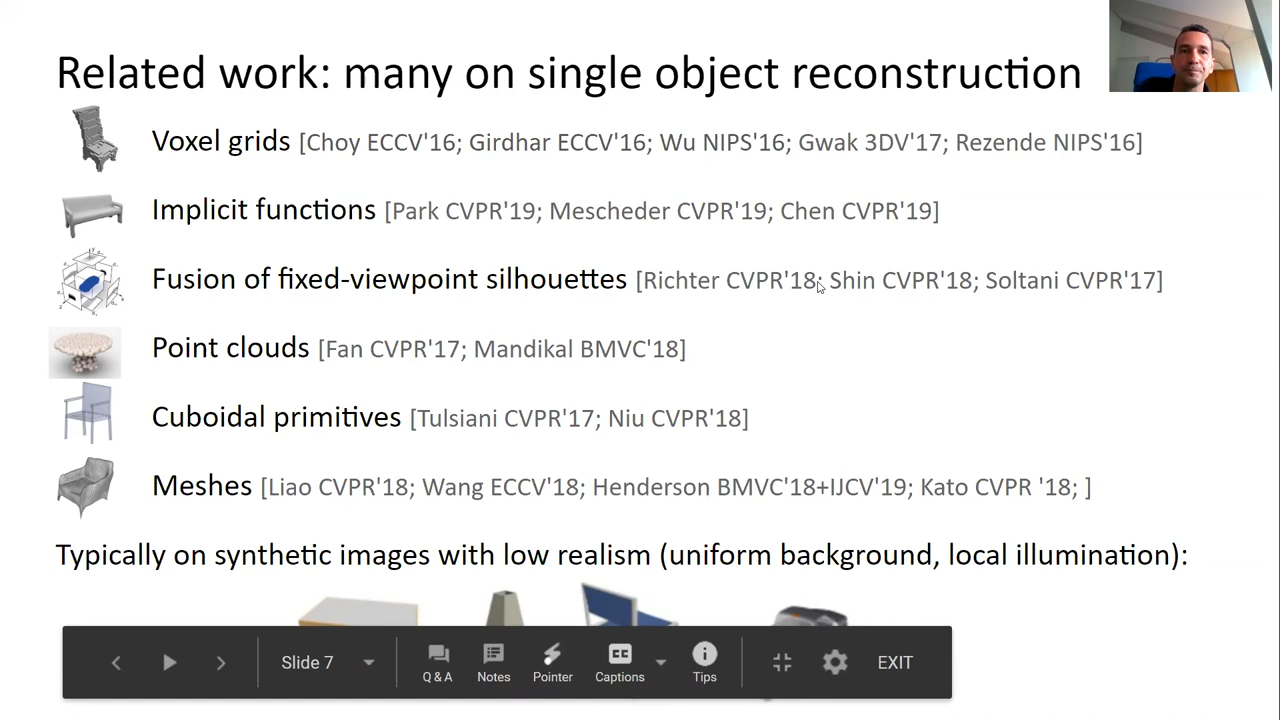 Related work: many on single object reconstruction
Voxel grids [Choy ECCV'16; Girdhar ECCV'16; Wu NIPS'16; Gwak 3DV'17; Rezende NIPS'16]
Implicit functions [Park CVPR'19; Mescheder CVPR'19; Chen CVPR'19]
Fusion of fixed-viewpoint silhouettes [Richter CVPR'18; Shin CVPR'18; Soltani CVPR'17]
Point clouds [Fan CVPR'17; Mandikal BMVC'18]
Cuboidal primitives [Tulsiani CVPR'17; Niu CVPR'18]
Meshes [Liao CVPR'18; Wang ECCV'18; Henderson BMVC'18+IJCV'19; Kato CVPR '18; ]
Typically on synthetic images with low realism (uniform background, local illumination):
Slide 7
Q & A
Notes
Pointer
CC
Captions
Tips
EXIT